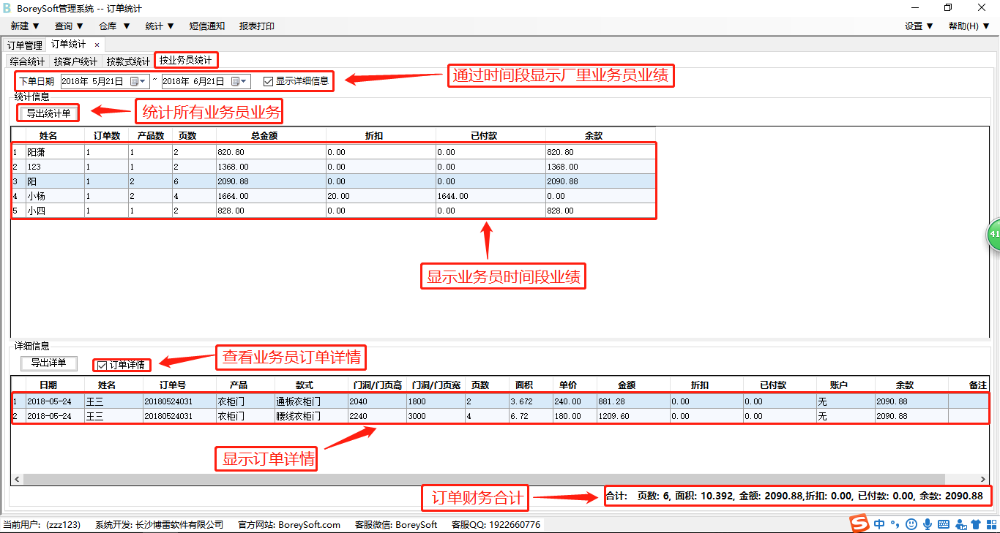 BoreySoft管理系统 -- 订单统计
新建 ▼ 查询 ▼ 仓库 ▼ 统计 ▼ 短信通知 报表打印 设置 ▼ 帮助(H) ▼
订单管理 订单统计 ×
综合统计 按客户统计 按款式统计 按业务员统计
下单日期 2018年 5月21日 ~ 2018年 6月21日 显示详细信息 通过时间段显示厂里业务员业绩
统计信息
导出统计单 统计所有业务员业务
姓名 订单数 产品数 页数 总金额 折扣 已付款 余款
1 阳潇 1 1 2 820.80 0.00 0.00 820.80
2 123 1 1 2 1368.00 0.00 0.00 1368.00
3 阳 1 2 6 2090.88 0.00 0.00 2090.88
4 小杨 1 2 4 1664.00 20.00 1644.00 0.00
5 小四 1 1 2 828.00 0.00 0.00 828.00
41
显示业务员时间段业绩
详细信息
导出详单 订单详情 查看业务员订单详情
日期 姓名 订单号 产品 款式 门洞/门页高 门洞/门页宽 页数 面积 单价 金额 折扣 已付款 账户 余款 备注
1 2018-05-24 王三 20180524031 衣柜门 通板衣柜门 2040 1800 2 3.672 240.00 881.28 0.00 0.00 无 2090.88
2 2018-05-24 王三 20180524031 衣柜门 腰线衣柜门 2240 3000 4 6.72 180.00 1209.60 0.00 0.00 无 2090.88
显示订单详情
订单财务合计 合计: 页数: 6, 面积: 10.392, 金额: 2090.88,折扣: 0.00, 已付款: 0.00, 余款: 2090.88
当前用户: (zzz123) 系统开发: 长沙博雷软件有限公司 官方网站: BoreySoft.com 客服微信: BoreySoft 客服QQ: 1922660776 中